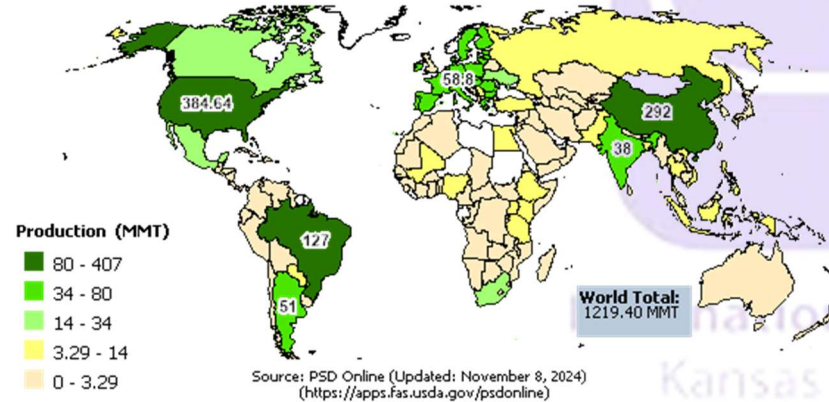 384.64
58.8
292
38
127
51
Production (MMT)
80 - 407
34 - 80
14 - 34
3.29 - 14
0 - 3.29
World Total:
1219.40 MMT
Source: PSD Online (Updated: November 8, 2024)
(https://apps.fas.usda.gov/psdonline)
Kansas